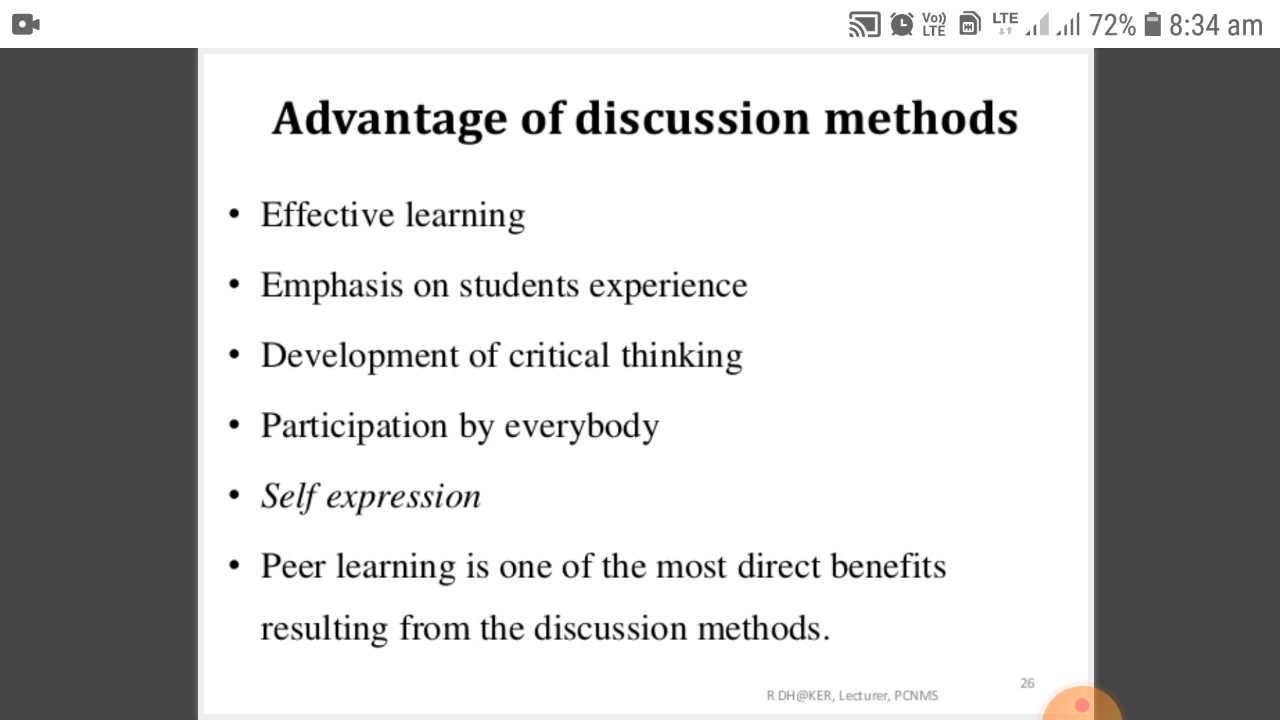 Vo)) LTE LTE 72% 8:34 am
Advantage of discussion methods
• Effective learning
• Emphasis on students experience
• Development of critical thinking
• Participation by everybody
• Self expression
• Peer learning is one of the most direct benefits
resulting from the discussion methods.
26
R DH@KER, Lecturer, PCNMS